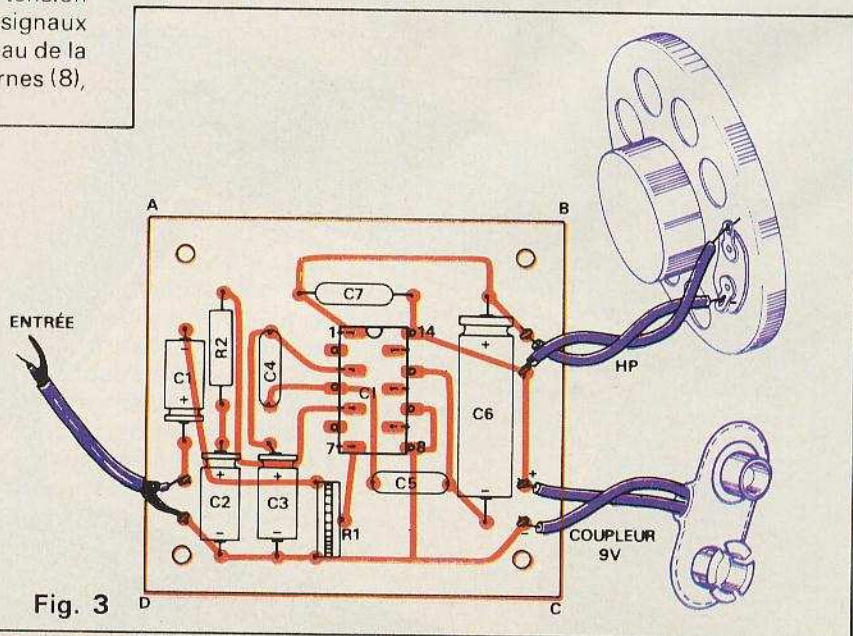 tension
signaux
au de la
rnes (8),
A
B
ENTRÉE
C1
R2
C4
C7
1
14
CI
7
8
C6
C2
C3
R1
C5
HP
COUPLEUR
9V
D
C
Fig. 3